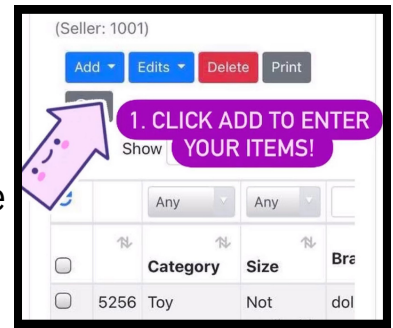 (Seller: 1001)
Add Edits Delete Print
1. CLICK ADD TO ENTER
YOUR ITEMS!
Show
Any Any
Category Size Bra
5256 Toy Not dol
e